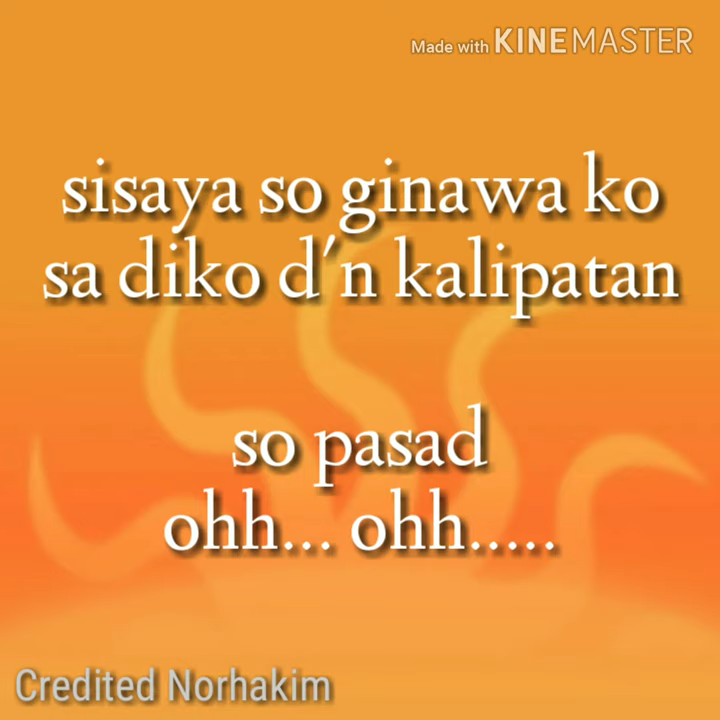 Made with KINEMASTER
sisaya so ginawa ko
sa diko d'n kalipatan
so pasad
ohh... ohh.....
Credited Norhakim